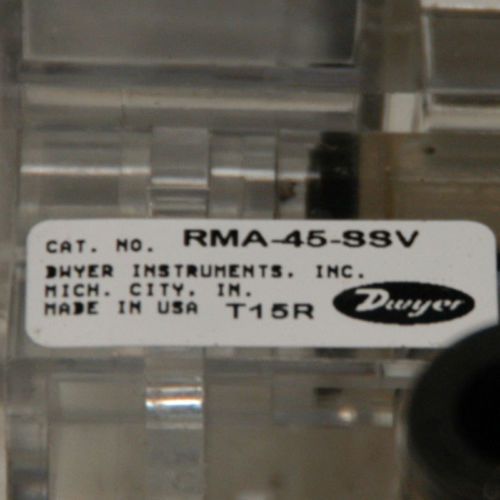 CAT. NO. RMA-45-SSV
DWYER INSTRUMENTS. INC.
MICH. CITY. IN.
MADE IN USA T15R
Dwyer